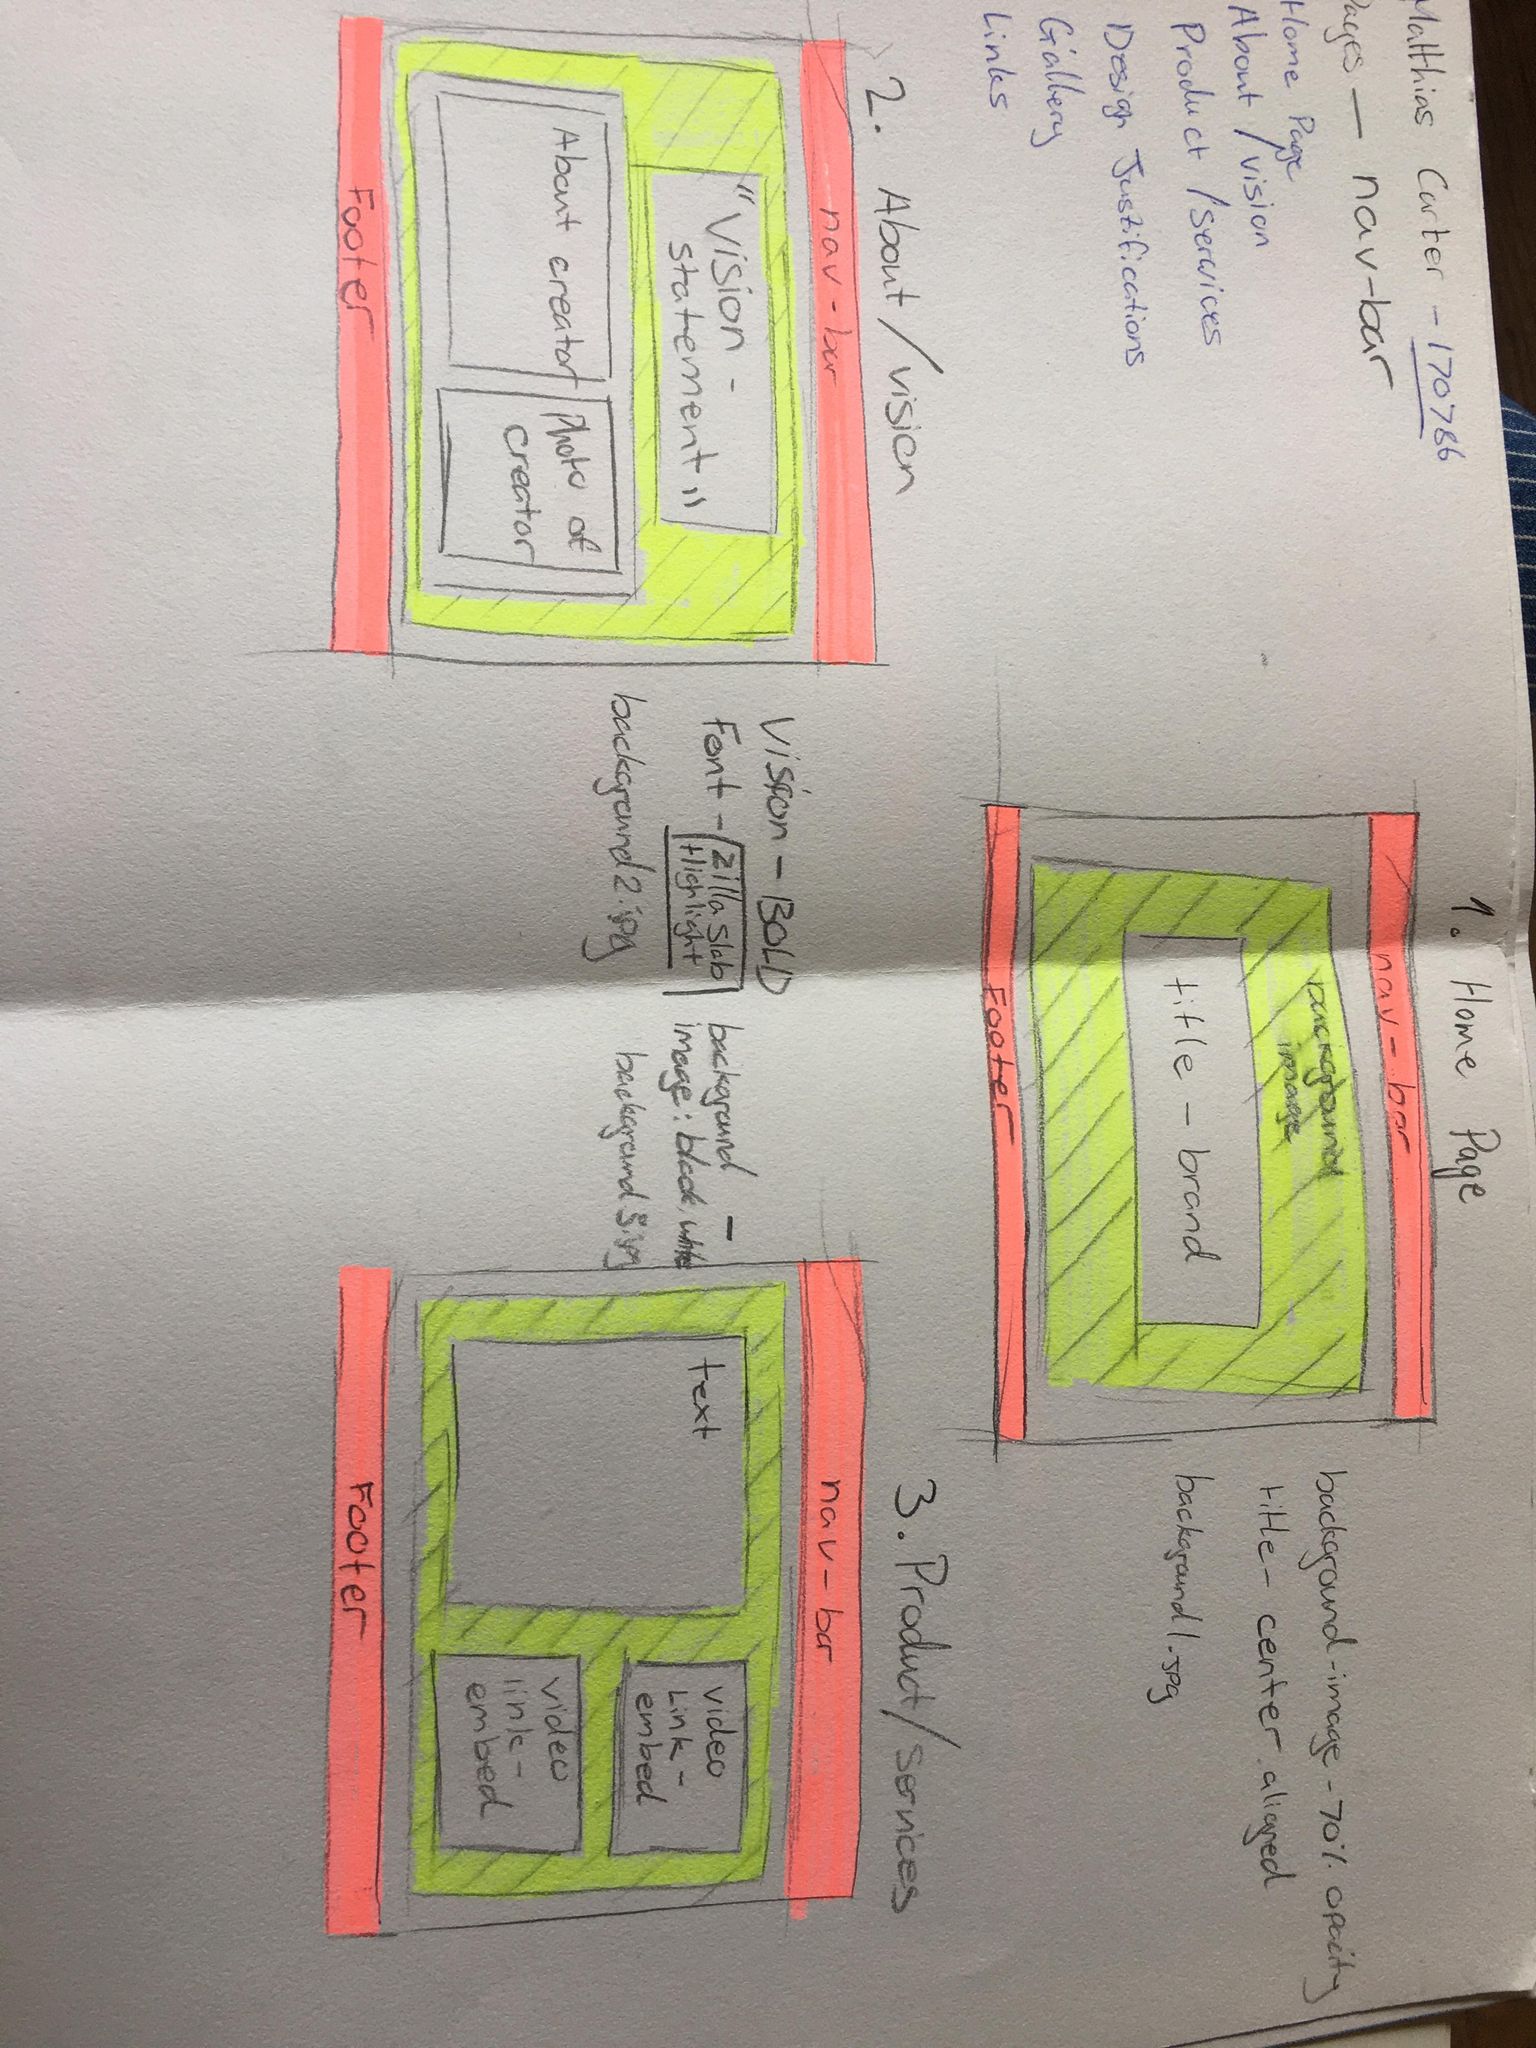 Matthias Carter - 170786
Pages — nav-bar
Home Page
About / vision
Product / services
Design Justifications
Gallery
Links
1. Home Page
nav - bar
background
image
title - brand
Footer
background-image - 70% opacity
title - center aligned
background1.jpg
2. About / vision
nav - bar
"Vision -
statement"
About creator
Photo of
creator
Footer
Vision - BOLD
Font - Zilla Slab
Highlight
background2.jpg
3. Product / services
background -
image: black, white
background3.jpg
nav - bar
text
video
Link -
embed
video
link -
embed
Footer